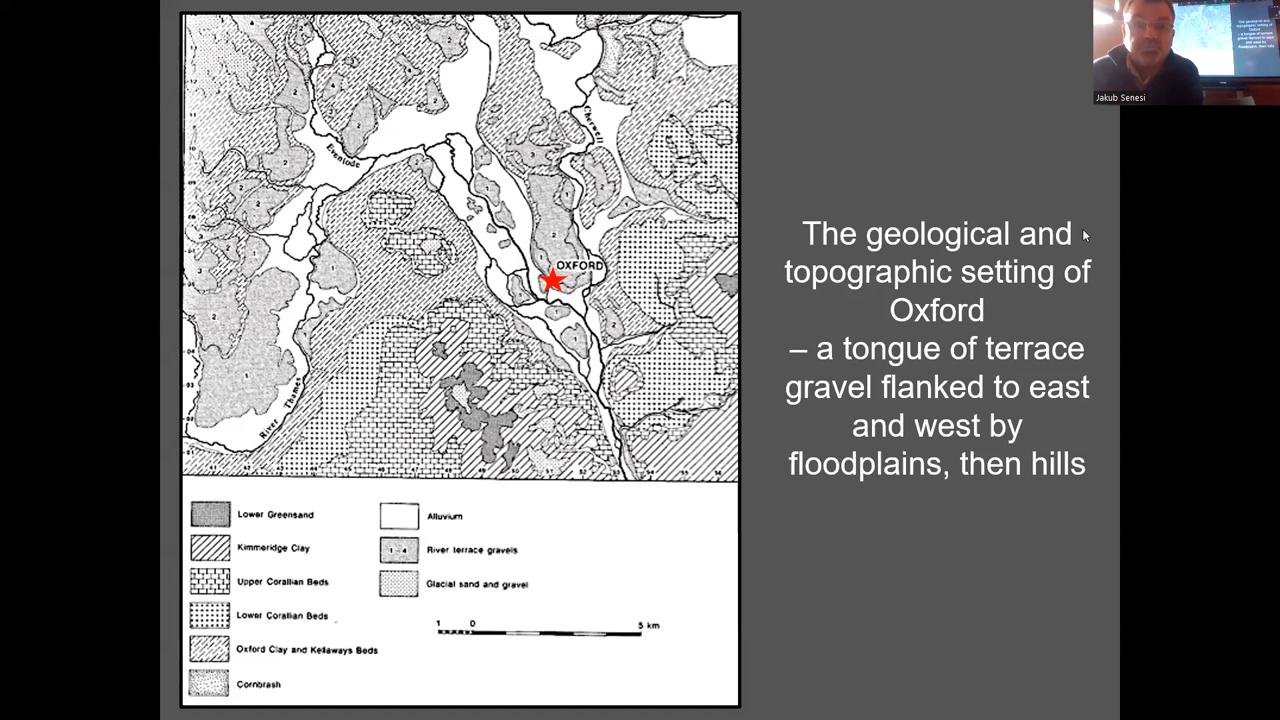 Evenlode
Cherwell
OXFORD
River Thames
Lower Greensand
Kimmeridge Clay
Upper Corallian Beds
Lower Corallian Beds
Oxford Clay and Kellaways Beds
Cornbrash
Alluvium
1-4
River terrace gravels
Glacial sand and gravel
1 0 5 km
The geological and
topographic setting of
Oxford
– a tongue of terrace
gravel flanked to east
and west by
floodplains, then hills
Jakub Senesi